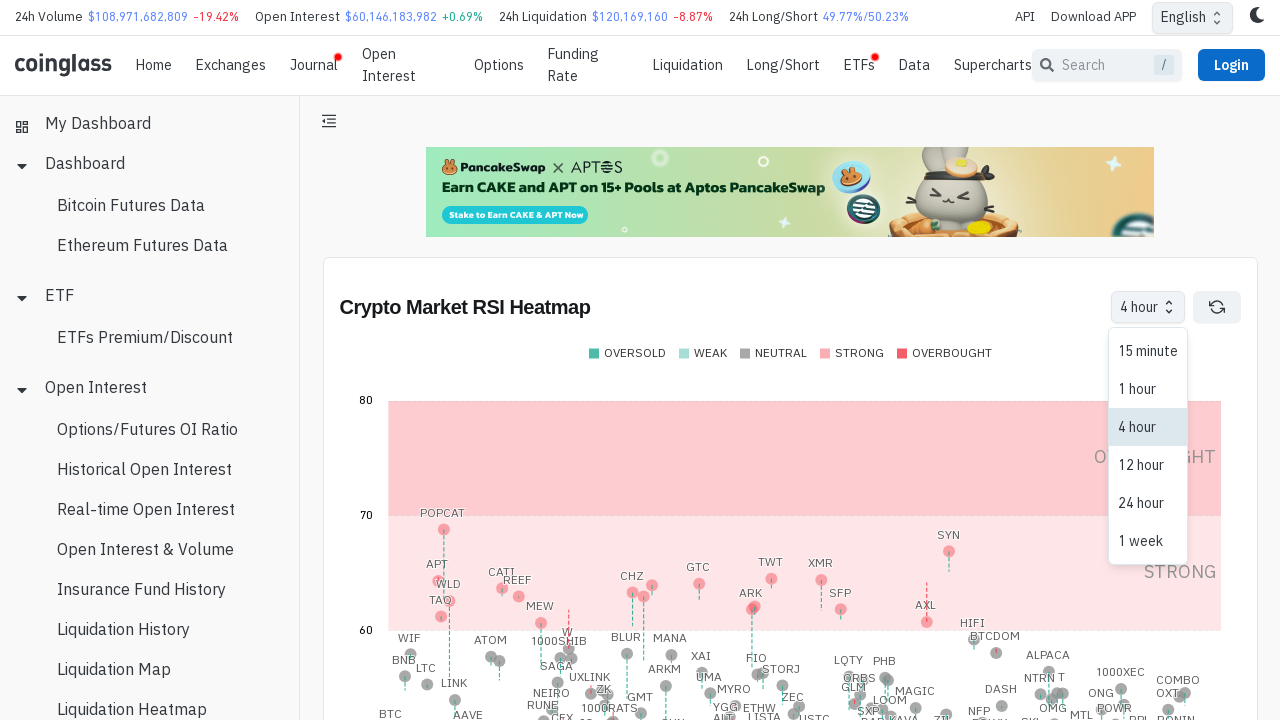 24h Volume $108,971,682,809 -19.42% Open Interest $60,146,183,982 +0.69% 24h Liquidation $120,169,160 -8.87% 24h Long/Short 49.77%/50.23% API Download APP English
coinglass Home Exchanges Journal Open Interest Options Funding Rate Liquidation Long/Short ETFs Data Supercharts Search / Login
My Dashboard
Dashboard
Bitcoin Futures Data
Ethereum Futures Data
ETF
ETFs Premium/Discount
Open Interest
Options/Futures OI Ratio
Historical Open Interest
Real-time Open Interest
Open Interest & Volume
Insurance Fund History
Liquidation History
Liquidation Map
Liquidation Heatmap
PancakeSwap X APTOS
Earn CAKE and APT on 15+ Pools at Aptos PancakeSwap
Stake to Earn CAKE & APT Now
Crypto Market RSI Heatmap
4 hour
15 minute
1 hour
4 hour
12 hour
24 hour
1 week
OVERSOLD WEAK NEUTRAL STRONG OVERBOUGHT
80
70
60
STRONG
POPCAT
SYN
APT
CATI
REEF
WLD
TAO
MEW
CHZ
GTC
TWT
XMR
ARK
SFP
AXL
HIFI
BTCDOM
WIF
ATOM
W
1000SHIB
BLUR
MANA
BNB
LTC
SAGA
XAI
FIO
STORJ
LQTY
PHB
ALPACA
LINK
UXLINK
ARKM
UMA
MYRO
ORBS
GLM
MAGIC
DASH
NTRN
T
1000XEC
COMBO
NEIRO
ZK
GMT
ZEC
LOOM
ONG
OXT
BTC
AAVE
RUNE
1000RATS
YGG
ETHW
NFP
OMG
POWR
MTL